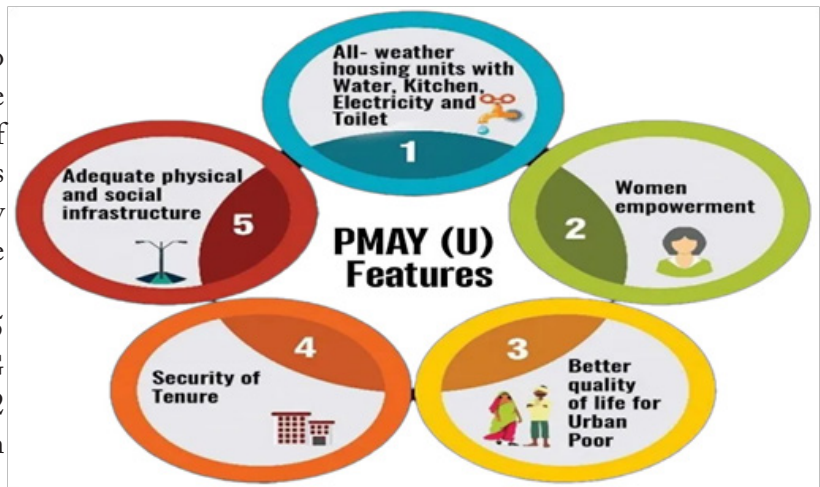 All- weather
housing units with
Water, Kitchen,
Electricity and
Toilet
1
Women
empowerment
2
Better
quality
of life for
Urban
Poor
3
Security of
Tenure
4
Adequate physical
and social
infrastructure
5
PMAY (U)
Features